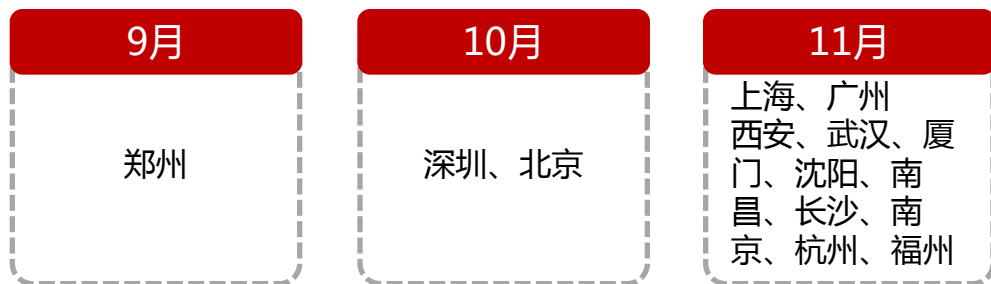 9月
郑州
10月
深圳、北京
11月
上海、广州
西安、武汉、厦
门、沈阳、南
昌、长沙、南
京、杭州、福州